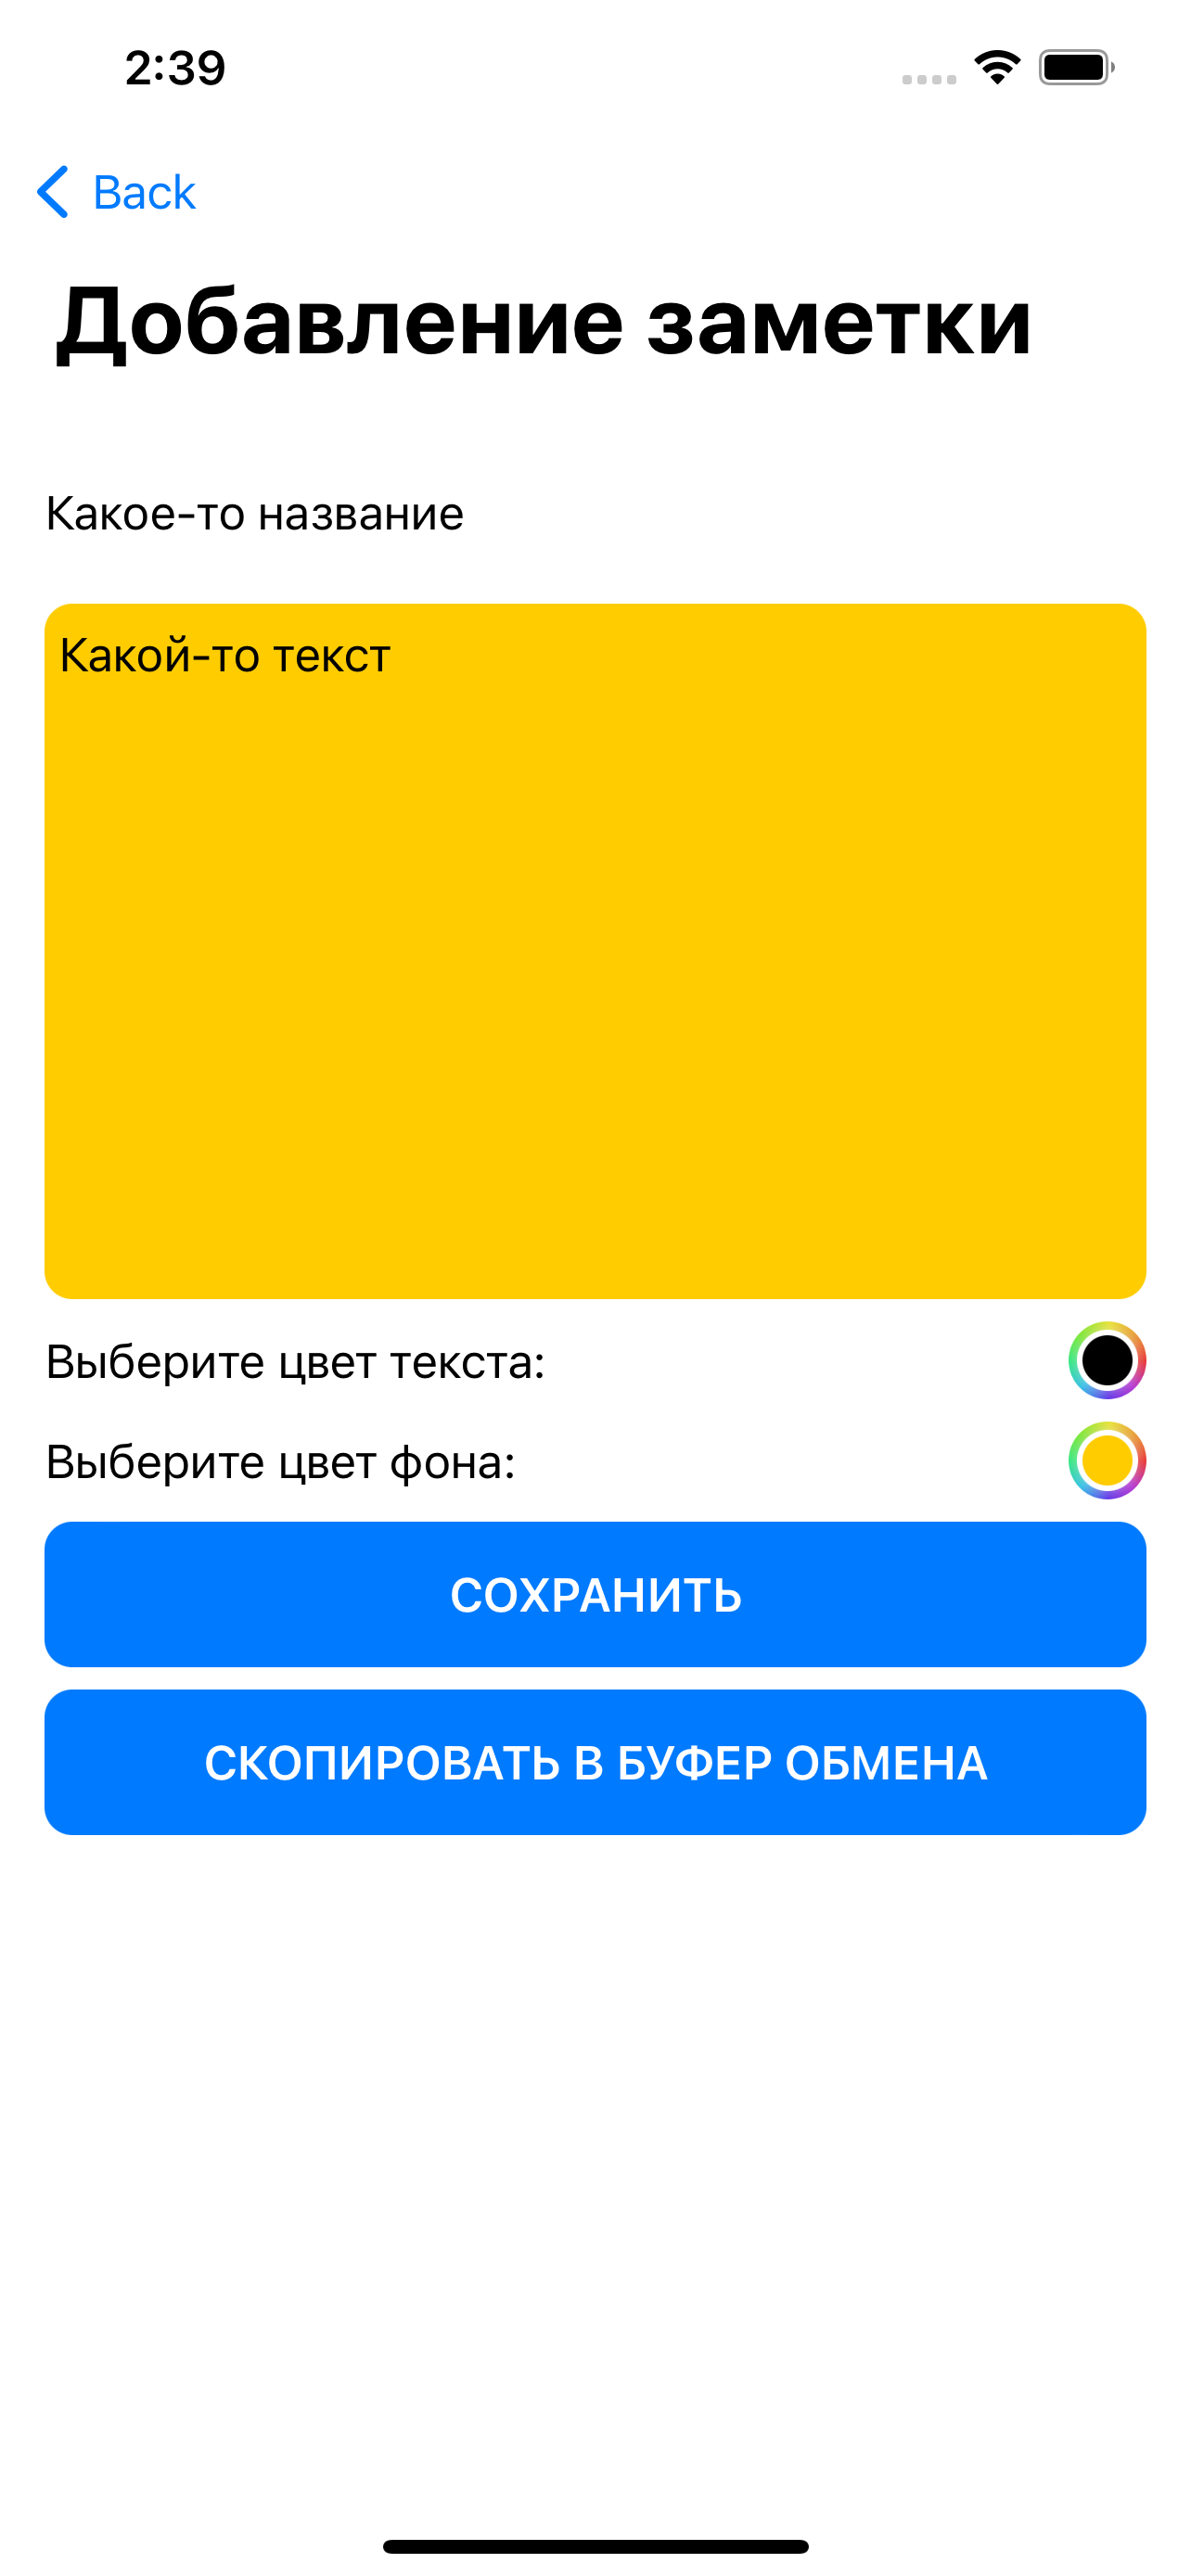 2:39
Back
Добавление заметки
Какое-то название
Какой-то текст
Выберите цвет текста:
Выберите цвет фона:
СОХРАНИТЬ
СКОПИРОВАТЬ В БУФЕР ОБМЕНА